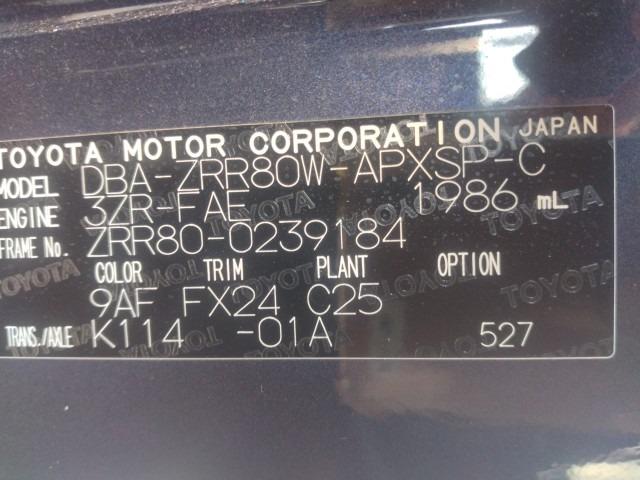 TOYOTA MOTOR CORPORATION JAPAN
MODEL DBA-ZRR80W-APXSP-C
ENGINE 3ZR-FAE 1986 mL
FRAME No. ZRR80-0239184
COLOR TRIM PLANT OPTION
9AF FX24 C25
TRANS./AXLE K114 -01A 527